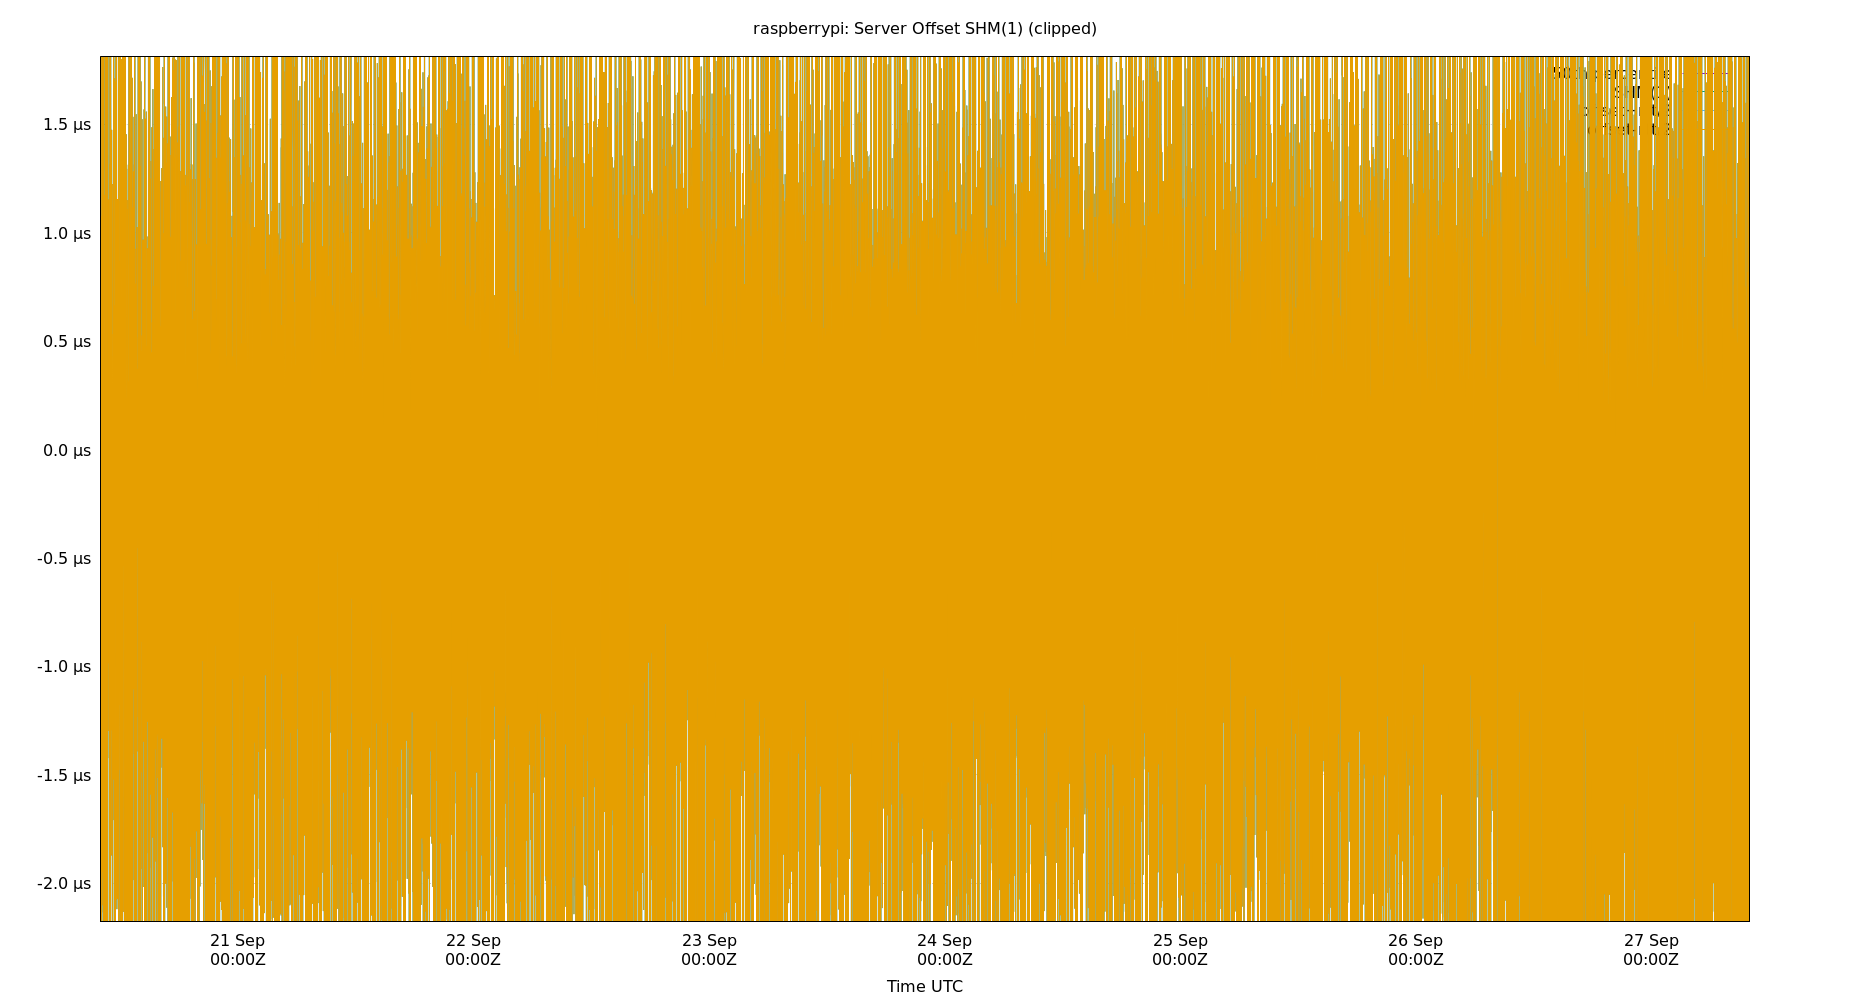 raspberrypi: Server Offset SHM(1) (clipped)
1.5 µs
1.0 µs
0.5 µs
0.0 µs
-0.5 µs
-1.0 µs
-1.5 µs
-2.0 µs
21 Sep 22 Sep 23 Sep 24 Sep 25 Sep 26 Sep 27 Sep
00:00Z 00:00Z 00:00Z 00:00Z 00:00Z 00:00Z 00:00Z
Time UTC